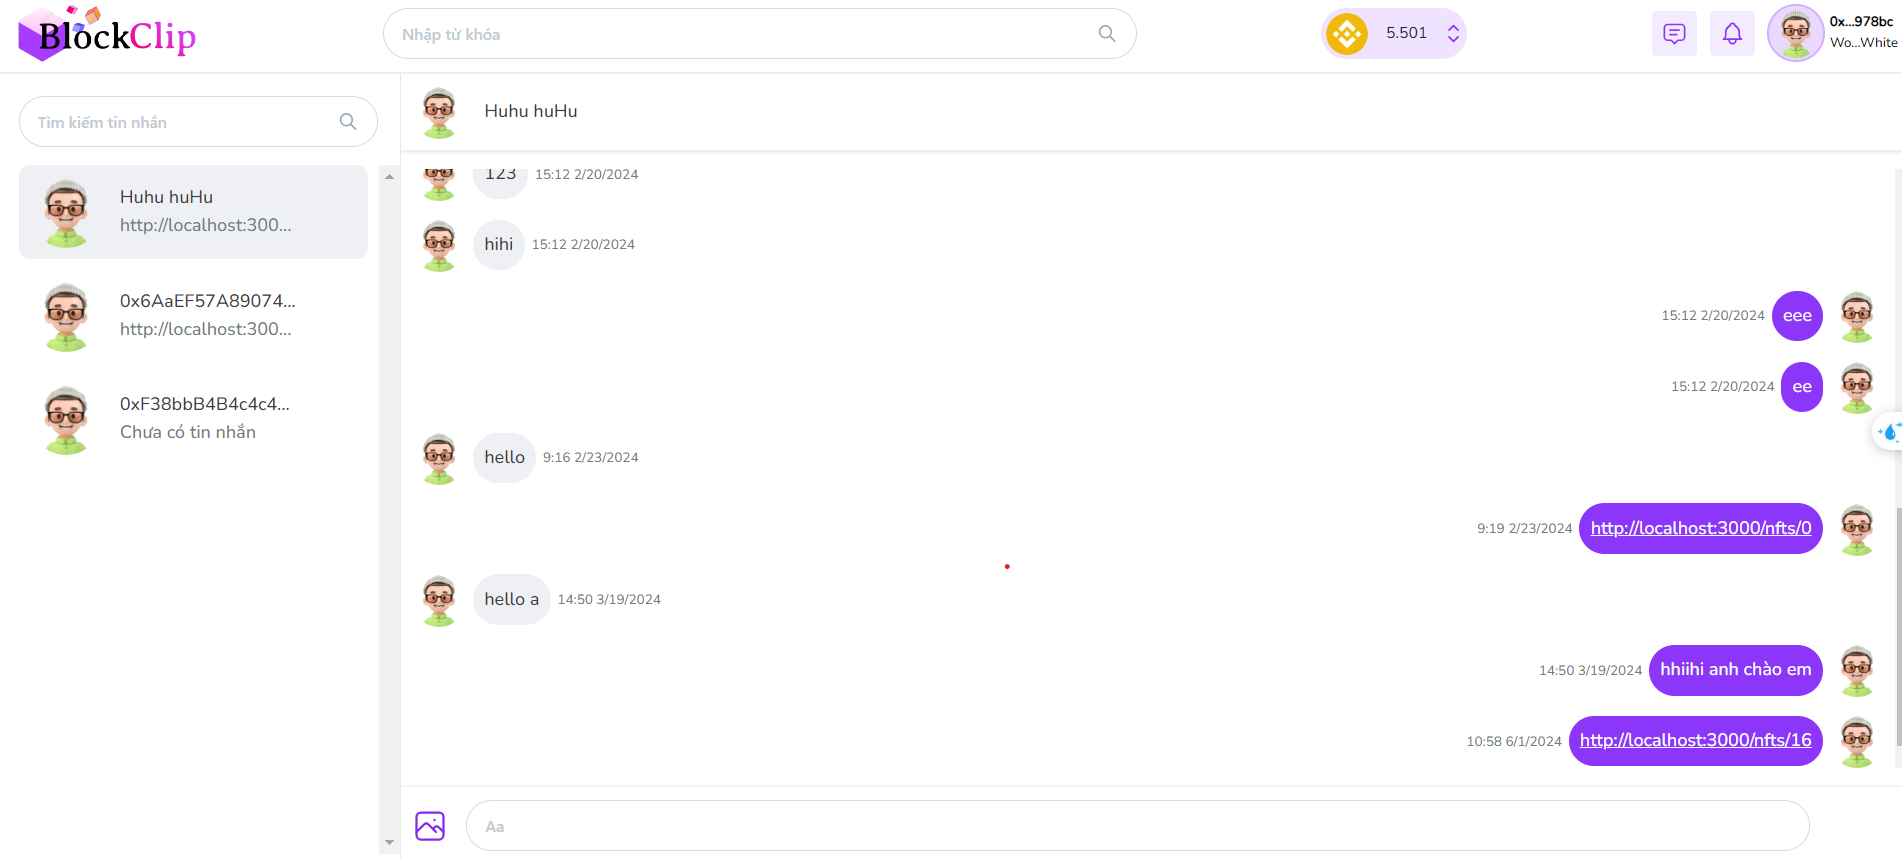 BlockClip
Nhập từ khóa
5.501
0x...978bc
Wo...White
Tìm kiếm tin nhắn
Huhu huHu
http://localhost:300...
0x6AaEF57A89074...
http://localhost:300...
0xF38bbB4B4c4c4...
Chưa có tin nhắn
Huhu huHu
123 15:12 2/20/2024
hihi 15:12 2/20/2024
15:12 2/20/2024 eee
15:12 2/20/2024 ee
hello 9:16 2/23/2024
9:19 2/23/2024 http://localhost:3000/nfts/0
hello a 14:50 3/19/2024
14:50 3/19/2024 hhiihi anh chào em
10:58 6/1/2024 http://localhost:3000/nfts/16
Aa